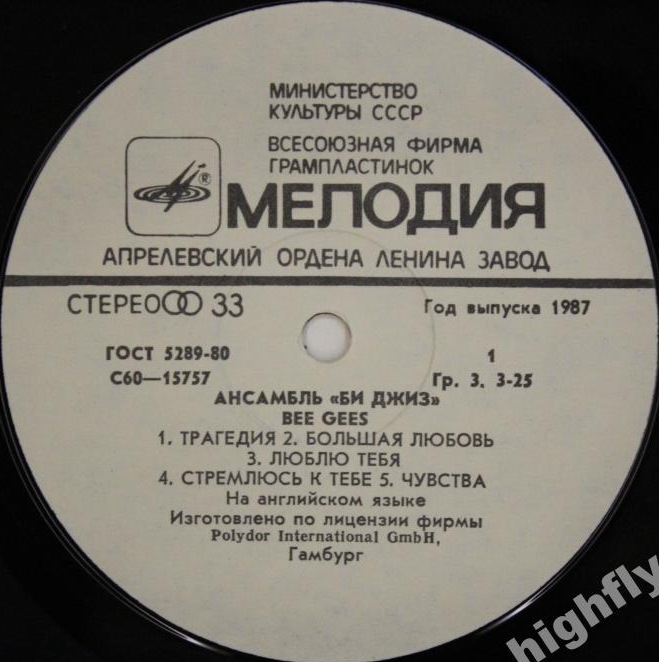 МИНИСТЕРСТВО
КУЛЬТУРЫ СССР
ВСЕСОЮЗНАЯ ФИРМА
ГРАМПЛАСТИНОК
®
МЕЛОДИЯ
АПРЕЛЕВСКИЙ ОРДЕНА ЛЕНИНА ЗАВОД
СТЕРЕО 33 Год выпуска 1987
ГОСТ 5289-80 1
С60—15757 Гр. 3. 3-25
АНСАМБЛЬ «БИ ДЖИЗ»
BEE GEES
1. ТРАГЕДИЯ 2. БОЛЬШАЯ ЛЮБОВЬ
3. ЛЮБЛЮ ТЕБЯ
4. СТРЕМЛЮСЬ К ТЕБЕ 5. ЧУВСТВА
На английском языке
Изготовлено по лицензии фирмы
Polydor International GmbH,
Гамбург
highfly